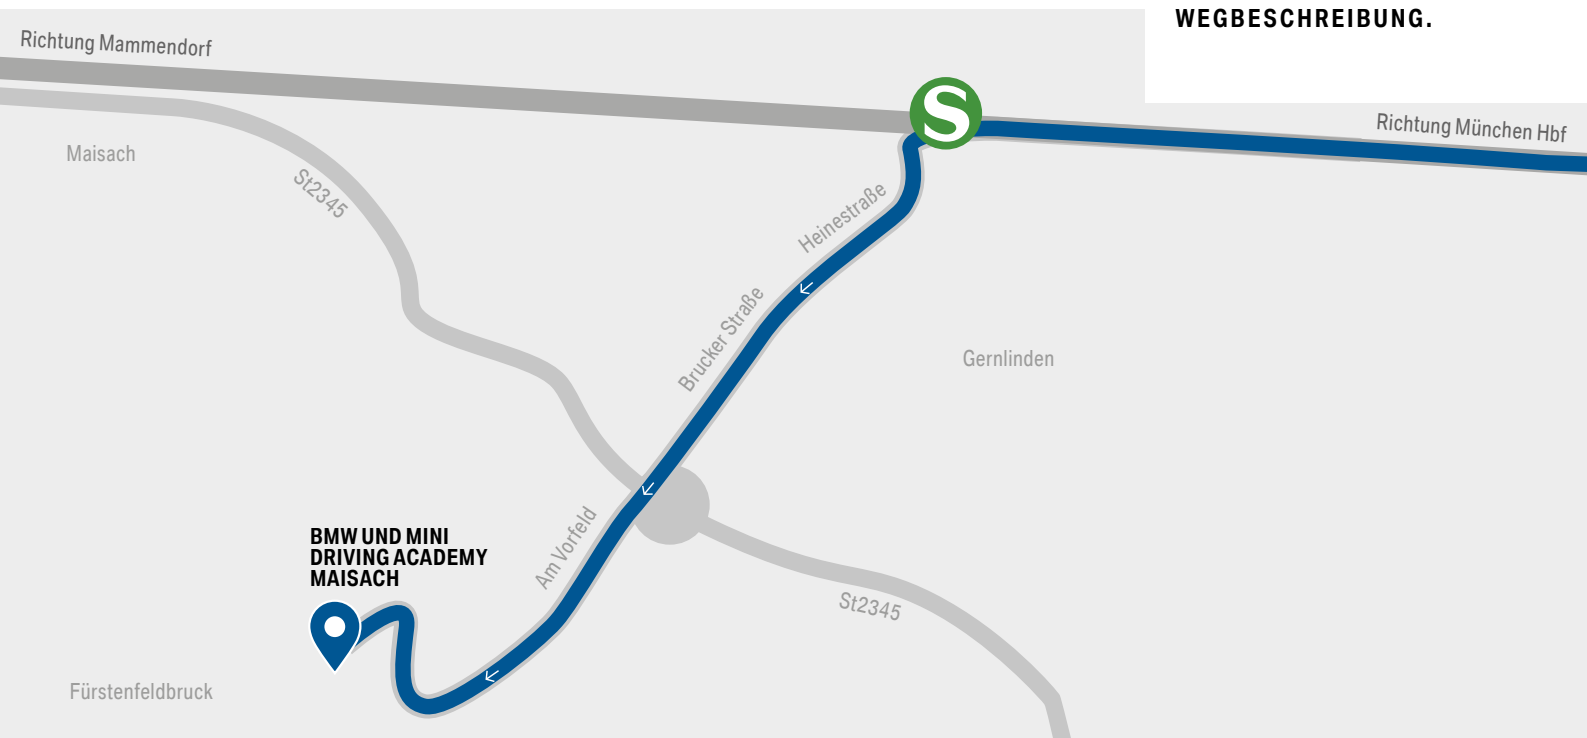 WEGBESCHREIBUNG.
Richtung Mammendorf
S
Richtung München Hbf
Maisach
St2345
Heinestraße
Brucker Straße
Gernlinden
Am Vorfeld
BMW UND MINI
DRIVING ACADEMY
MAISACH
St2345
Fürstenfeldbruck